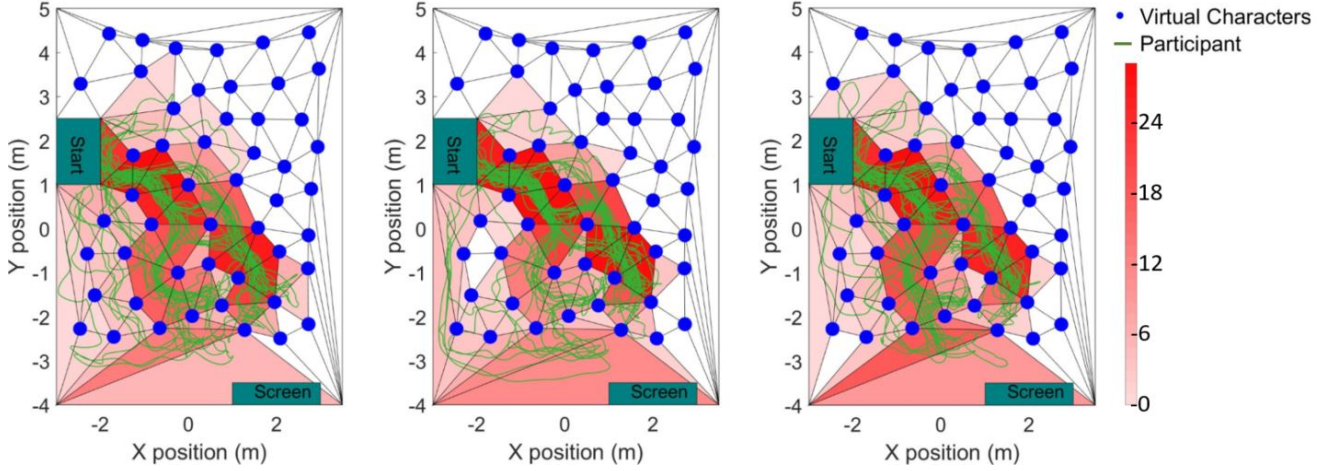 5
4
3
2
1
0
-1
-2
-3
-4
Y position (m)
Start
Screen
-2 0 2
X position (m)
5
4
3
2
1
0
-1
-2
-3
-4
Y position (m)
Start
Screen
-2 0 2
X position (m)
5
4
3
2
1
0
-1
-2
-3
-4
Y position (m)
Start
Screen
-2 0 2
X position (m)
Virtual Characters
Participant
-24
-18
-12
-6
-0